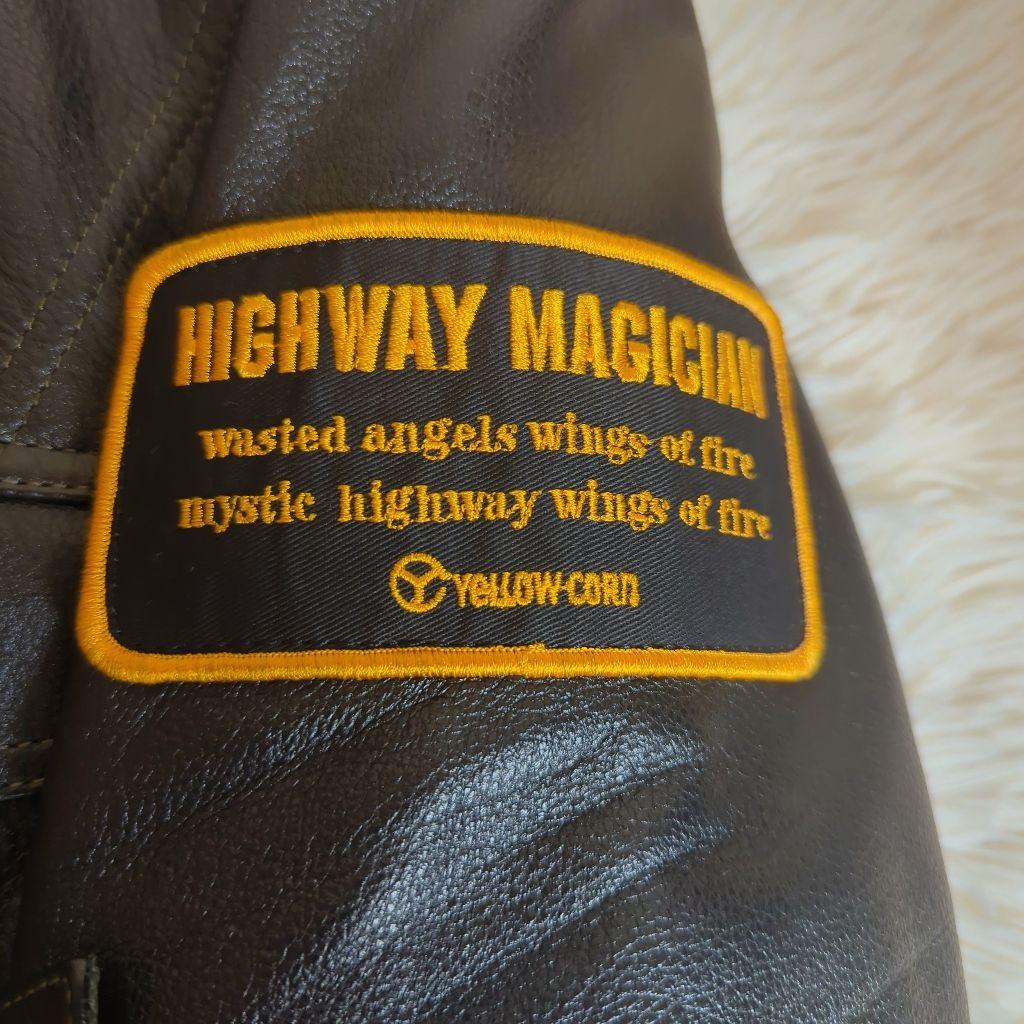 HIGHWAY MAGICIAN
wasted angels wings of fire
mystic highway wings of fire
YELLOW-CORN